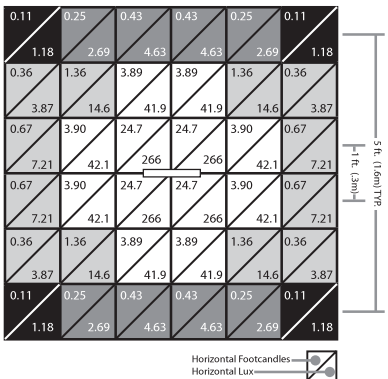 0.11 0.25 0.43 0.43 0.25 0.11
1.18 2.69 4.63 4.63 2.69 1.18
0.36 1.36 3.89 3.89 1.36 0.36
3.87 14.6 41.9 41.9 14.6 3.87
0.67 3.90 24.7 24.7 3.90 0.67
7.21 42.1 266 266 42.1 7.21
0.67 3.90 24.7 24.7 3.90 0.67
7.21 42.1 266 266 42.1 7.21
0.36 1.36 3.89 3.89 1.36 0.36
3.87 14.6 41.9 41.9 14.6 3.87
0.11 0.25 0.43 0.43 0.25 0.11
1.18 2.69 4.63 4.63 2.69 1.18
1 ft. (.3m)
5 ft. (1.6m) TYP.
Horizontal Footcandles
Horizontal Lux